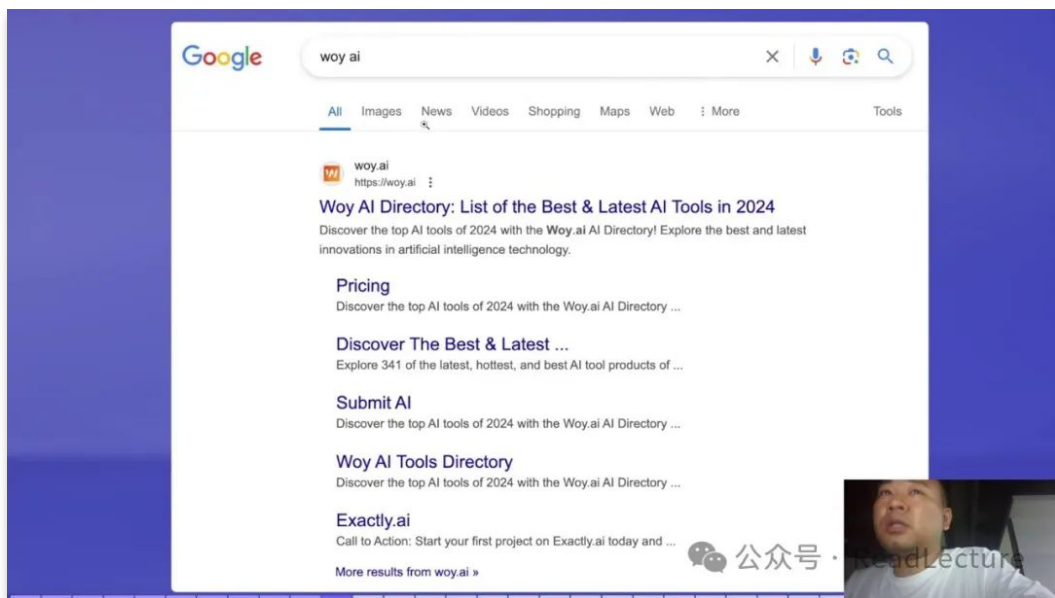 Google
woy ai
All Images News Videos Shopping Maps Web More Tools
W
woy.ai
https://woy.ai
Woy AI Directory: List of the Best & Latest AI Tools in 2024
Discover the top AI tools of 2024 with the Woy.ai AI Directory! Explore the best and latest
innovations in artificial intelligence technology.
Pricing
Discover the top AI tools of 2024 with the Woy.ai AI Directory ...
Discover The Best & Latest ...
Explore 341 of the latest, hottest, and best AI tool products of ...
Submit AI
Discover the top AI tools of 2024 with the Woy.ai AI Directory ...
Woy AI Tools Directory
Discover the top AI tools of 2024 with the Woy.ai AI Directory ...
Exactly.ai
Call to Action: Start your first project on Exactly.ai today and ...
More results from woy.ai »
公众号 · ReadLecture